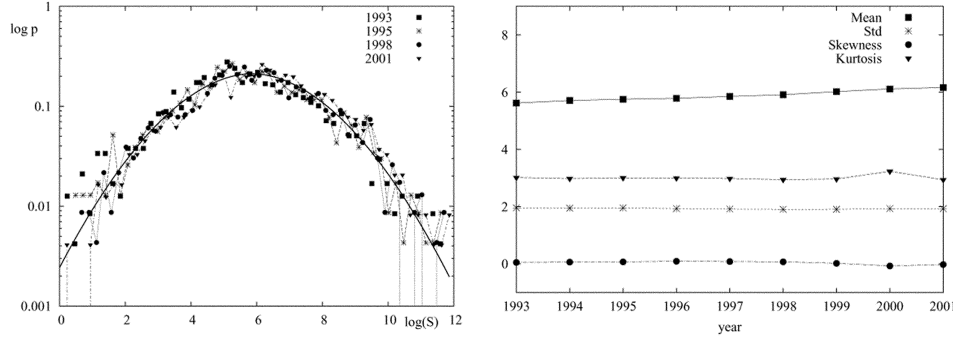 1
log p
1993
1995
1998
2001
0.1
0.01
0.001
0 2 4 6 8 10 12
log(S)
Mean
Std
Skewness
Kurtosis
8
6
4
2
0
1993 1994 1995 1996 1997 1998 1999 2000 2001
year